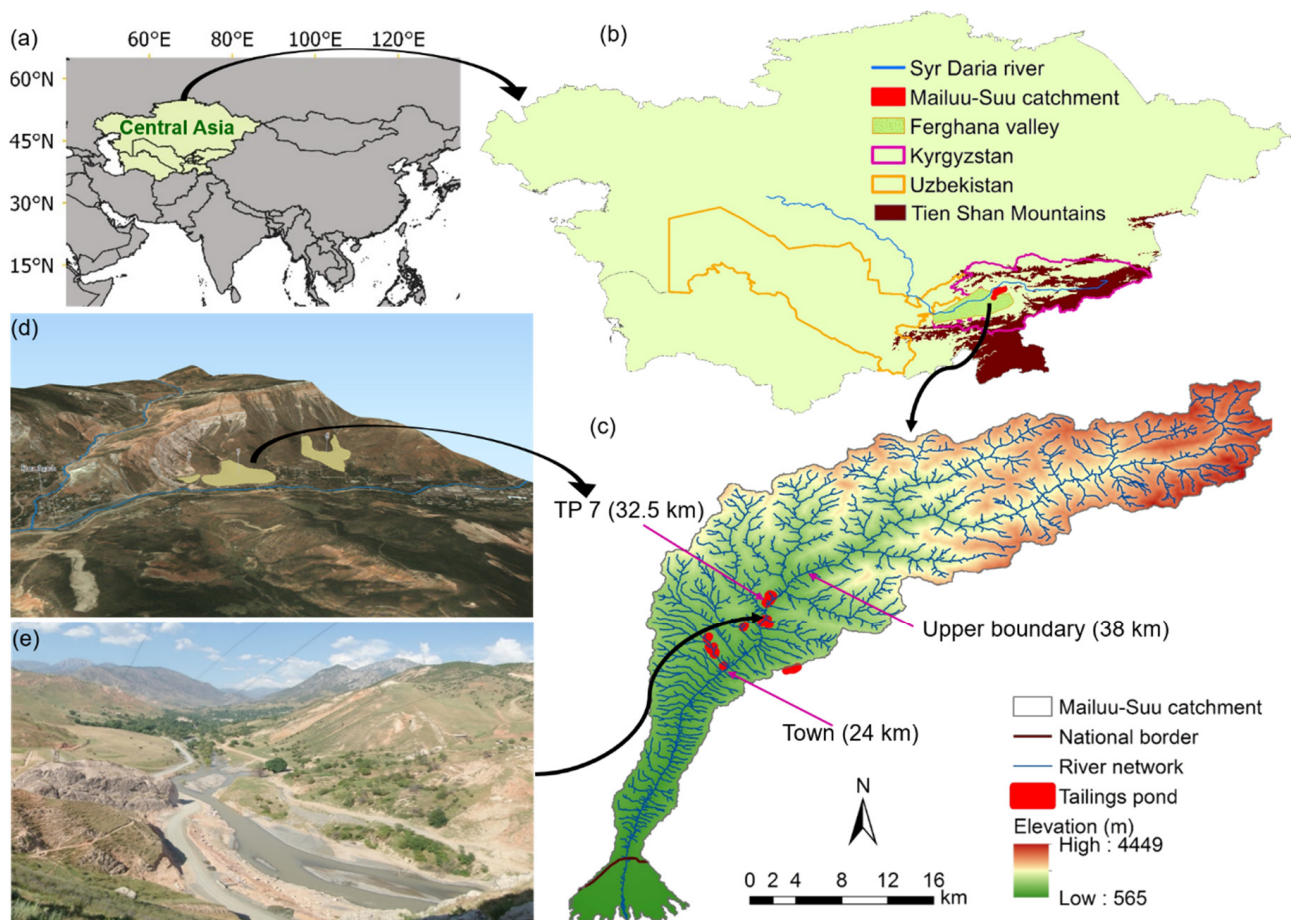 (a)
60°E 80°E 100°E 120°E
60°N
45°N
30°N
15°N
Central Asia
(b)
Syr Daria river
Mailuu-Suu catchment
Ferghana valley
Kyrgyzstan
Uzbekistan
Tien Shan Mountains
(d)
(c)
TP 7 (32.5 km)
Upper boundary (38 km)
Town (24 km)
(e)
N
0 2 4 8 12 16
km
Mailuu-Suu catchment
National border
River network
Tailings pond
Elevation (m)
High : 4449
Low : 565